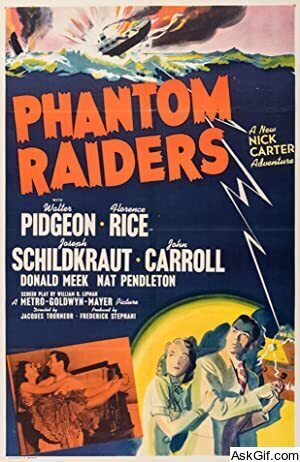 PHANTOM
RAIDERS
A New
NICK
CARTER
Adventure
WITH
Walter Florence
PIDGEON · RICE
Joseph John
SCHILDKRAUT · CARROLL
DONALD MEEK NAT PENDLETON
SCREEN PLAY BY WILLIAM R. LIPMAN
A METRO-GOLDWYN-MAYER Picture
Directed by Produced by
JACQUES TOURNEUR · FREDERICK STEPHANI
AskGif.com